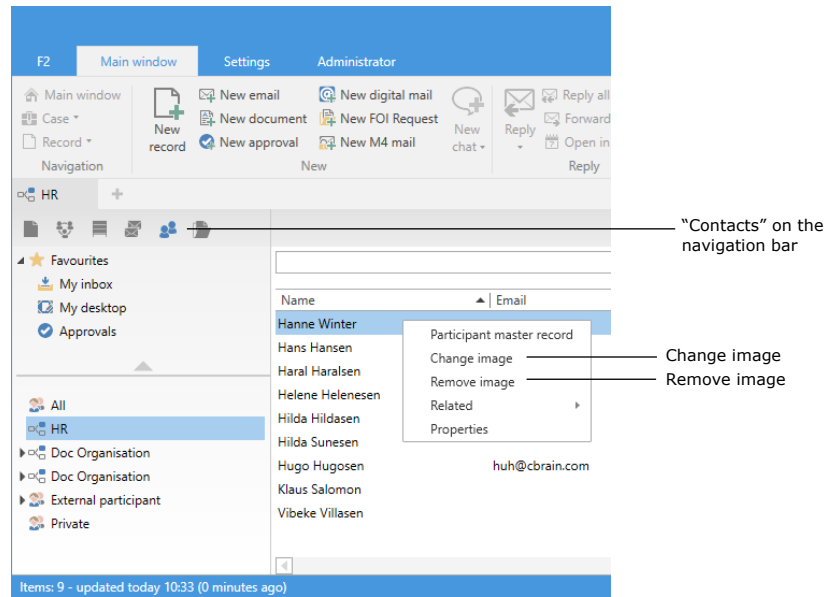 F2 Main window Settings Administrator
Main window
Case
Record
Navigation
New record
New email
New document
New approval
New digital mail
New FOI Request
New M4 mail
New chat
New
Reply
Reply all
Forward
Open in
Reply
HR +
"Contacts" on the
navigation bar
Favourites
My inbox
My desktop
Approvals
All
HR
Doc Organisation
Doc Organisation
External participant
Private
Name Email
Hanne Winter
Hans Hansen
Haral Haralsen
Helene Helenesen
Hilda Hildasen
Hilda Sunesen
Hugo Hugosen huh@cbrain.com
Klaus Salomon
Vibeke Villasen
Participant master record
Change image
Remove image
Related
Properties
Change image
Remove image
Items: 9 - updated today 10:33 (0 minutes ago)